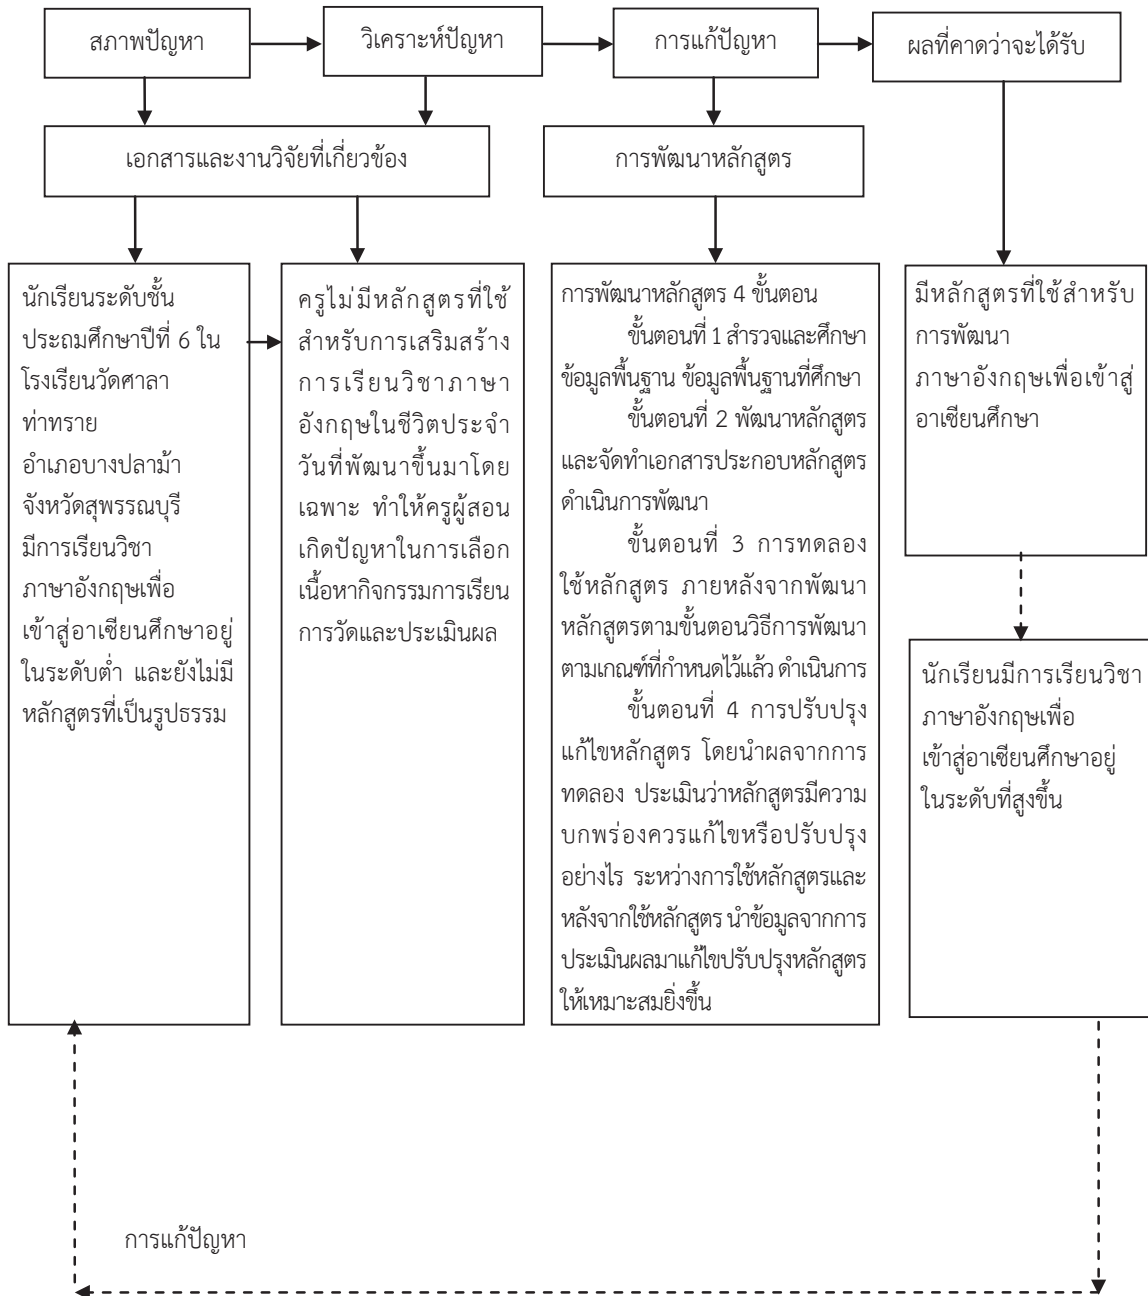 สภาพปัญหา
วิเคราะห์ปัญหา
การแก้ปัญหา
ผลที่คาดว่าจะได้รับ
เอกสารและงานวิจัยที่เกี่ยวข้อง
การพัฒนาหลักสูตร
นักเรียนระดับชั้น
ประถมศึกษาปีที่ 6 ใน
โรงเรียนวัดศาลา
ท่าทราย
อำเภอบางปลาม้า
จังหวัดสุพรรณบุรี
มีการเรียนวิชา
ภาษาอังกฤษเพื่อ
เข้าสู่อาเซียนศึกษาอยู่
ในระดับต่ำ และยังไม่มี
หลักสูตรที่เป็นรูปธรรม
ครูไม่มีหลักสูตรที่ใช้
สำหรับการเสริมสร้าง
การเรียนวิชาภาษา
อังกฤษในชีวิตประจำ
วันที่พัฒนาขึ้นมาโดย
เฉพาะ ทำให้ครูผู้สอน
เกิดปัญหาในการเลือก
เนื้อหากิจกรรมการเรียน
การวัดและประเมินผล
การพัฒนาหลักสูตร 4 ขั้นตอน
ขั้นตอนที่ 1 สำรวจและศึกษา
ข้อมูลพื้นฐาน ข้อมูลพื้นฐานที่ศึกษา
ขั้นตอนที่ 2 พัฒนาหลักสูตร
และจัดทำเอกสารประกอบหลักสูตร
ดำเนินการพัฒนา
ขั้นตอนที่ 3 การทดลอง
ใช้หลักสูตร ภายหลังจากพัฒนา
หลักสูตรตามขั้นตอนวิธีการพัฒนา
ตามเกณฑ์ที่กำหนดไว้แล้ว ดำเนินการ
ขั้นตอนที่ 4 การปรับปรุง
แก้ไขหลักสูตร โดยนำผลจากการ
ทดลอง ประเมินว่าหลักสูตรมีความ
บกพร่องควรแก้ไขหรือปรับปรุง
อย่างไร ระหว่างการใช้หลักสูตรและ
หลังจากใช้หลักสูตร นำข้อมูลจากการ
ประเมินผลมาแก้ไขปรับปรุงหลักสูตร
ให้เหมาะสมยิ่งขึ้น
มีหลักสูตรที่ใช้สำหรับ
การพัฒนา
ภาษาอังกฤษเพื่อเข้าสู่
อาเซียนศึกษา
นักเรียนมีการเรียนวิชา
ภาษาอังกฤษเพื่อ
เข้าสู่อาเซียนศึกษาอยู่
ในระดับที่สูงขึ้น
การแก้ปัญหา